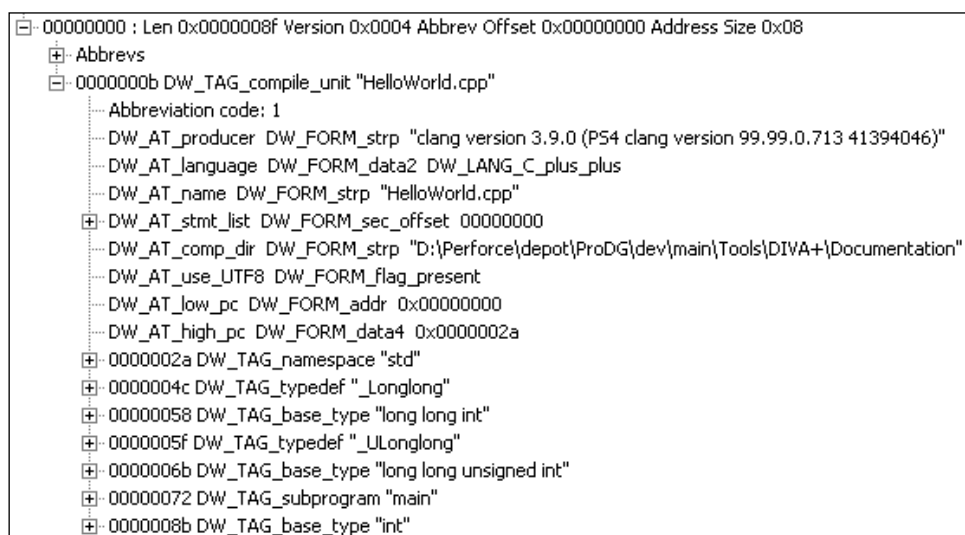 00000000 : Len 0x0000008f Version 0x0004 Abbrev Offset 0x00000000 Address Size 0x08
Abbrevs
0000000b DW_TAG_compile_unit "HelloWorld.cpp"
Abbreviation code: 1
DW_AT_producer DW_FORM_strp "clang version 3.9.0 (PS4 clang version 99.99.0.713 41394046)"
DW_AT_language DW_FORM_data2 DW_LANG_C_plus_plus
DW_AT_name DW_FORM_strp "HelloWorld.cpp"
DW_AT_stmt_list DW_FORM_sec_offset 00000000
DW_AT_comp_dir DW_FORM_strp "D:\Perforce\depot\ProDG\dev\main\Tools\DIVA+\Documentation"
DW_AT_use_UTF8 DW_FORM_flag_present
DW_AT_low_pc DW_FORM_addr 0x00000000
DW_AT_high_pc DW_FORM_data4 0x0000002a
0000002a DW_TAG_namespace "std"
0000004c DW_TAG_typedef "_Longlong"
00000058 DW_TAG_base_type "long long int"
0000005f DW_TAG_typedef "_ULonglong"
0000006b DW_TAG_base_type "long long unsigned int"
00000072 DW_TAG_subprogram "main"
0000008b DW_TAG_base_type "int"